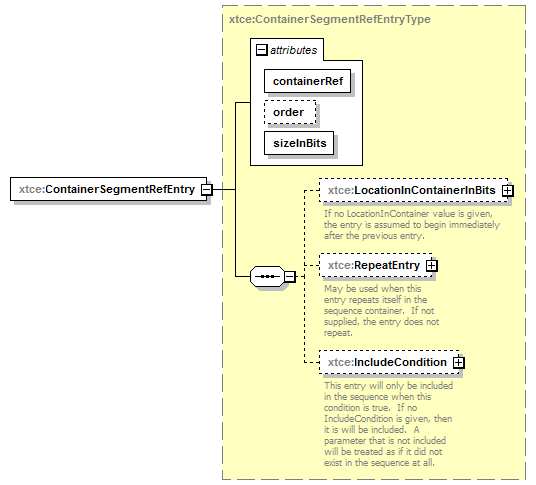 xtce:ContainerSegmentRefEntryType
attributes
containerRef
order
sizeInBits
xtce:ContainerSegmentRefEntry
xtce:LocationInContainerInBits
If no LocationInContainer value is given,
the entry is assumed to begin immediately
after the previous entry.
xtce:RepeatEntry
May be used when this
entry repeats itself in the
sequence container.  If not
supplied, the entry does not
repeat.
xtce:IncludeCondition
This entry will only be included
in the sequence when this
condition is true.  If no
IncludeCondition is given, then
it is will be included.  A
parameter that is not included
will be treated as if it did not
exist in the sequence at all.